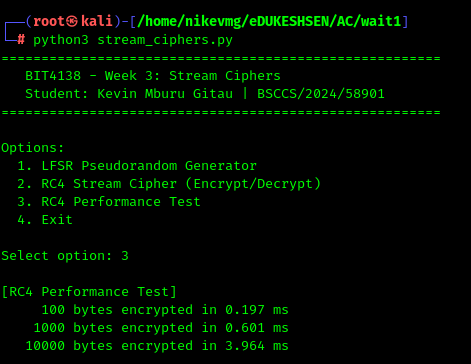 ┌──(root㉿kali)-[/home/nikevmg/eDUKESHSEN/AC/wait1]
└─# python3 stream_ciphers.py
======================================================
   BIT4138 - Week 3: Stream Ciphers
   Student: Kevin Mburu Gitau | BSCCS/2024/58901
======================================================
Options:
  1. LFSR Pseudorandom Generator
  2. RC4 Stream Cipher (Encrypt/Decrypt)
  3. RC4 Performance Test
  4. Exit
Select option: 3
[RC4 Performance Test]
     100 bytes encrypted in 0.197 ms
    1000 bytes encrypted in 0.601 ms
   10000 bytes encrypted in 3.964 ms